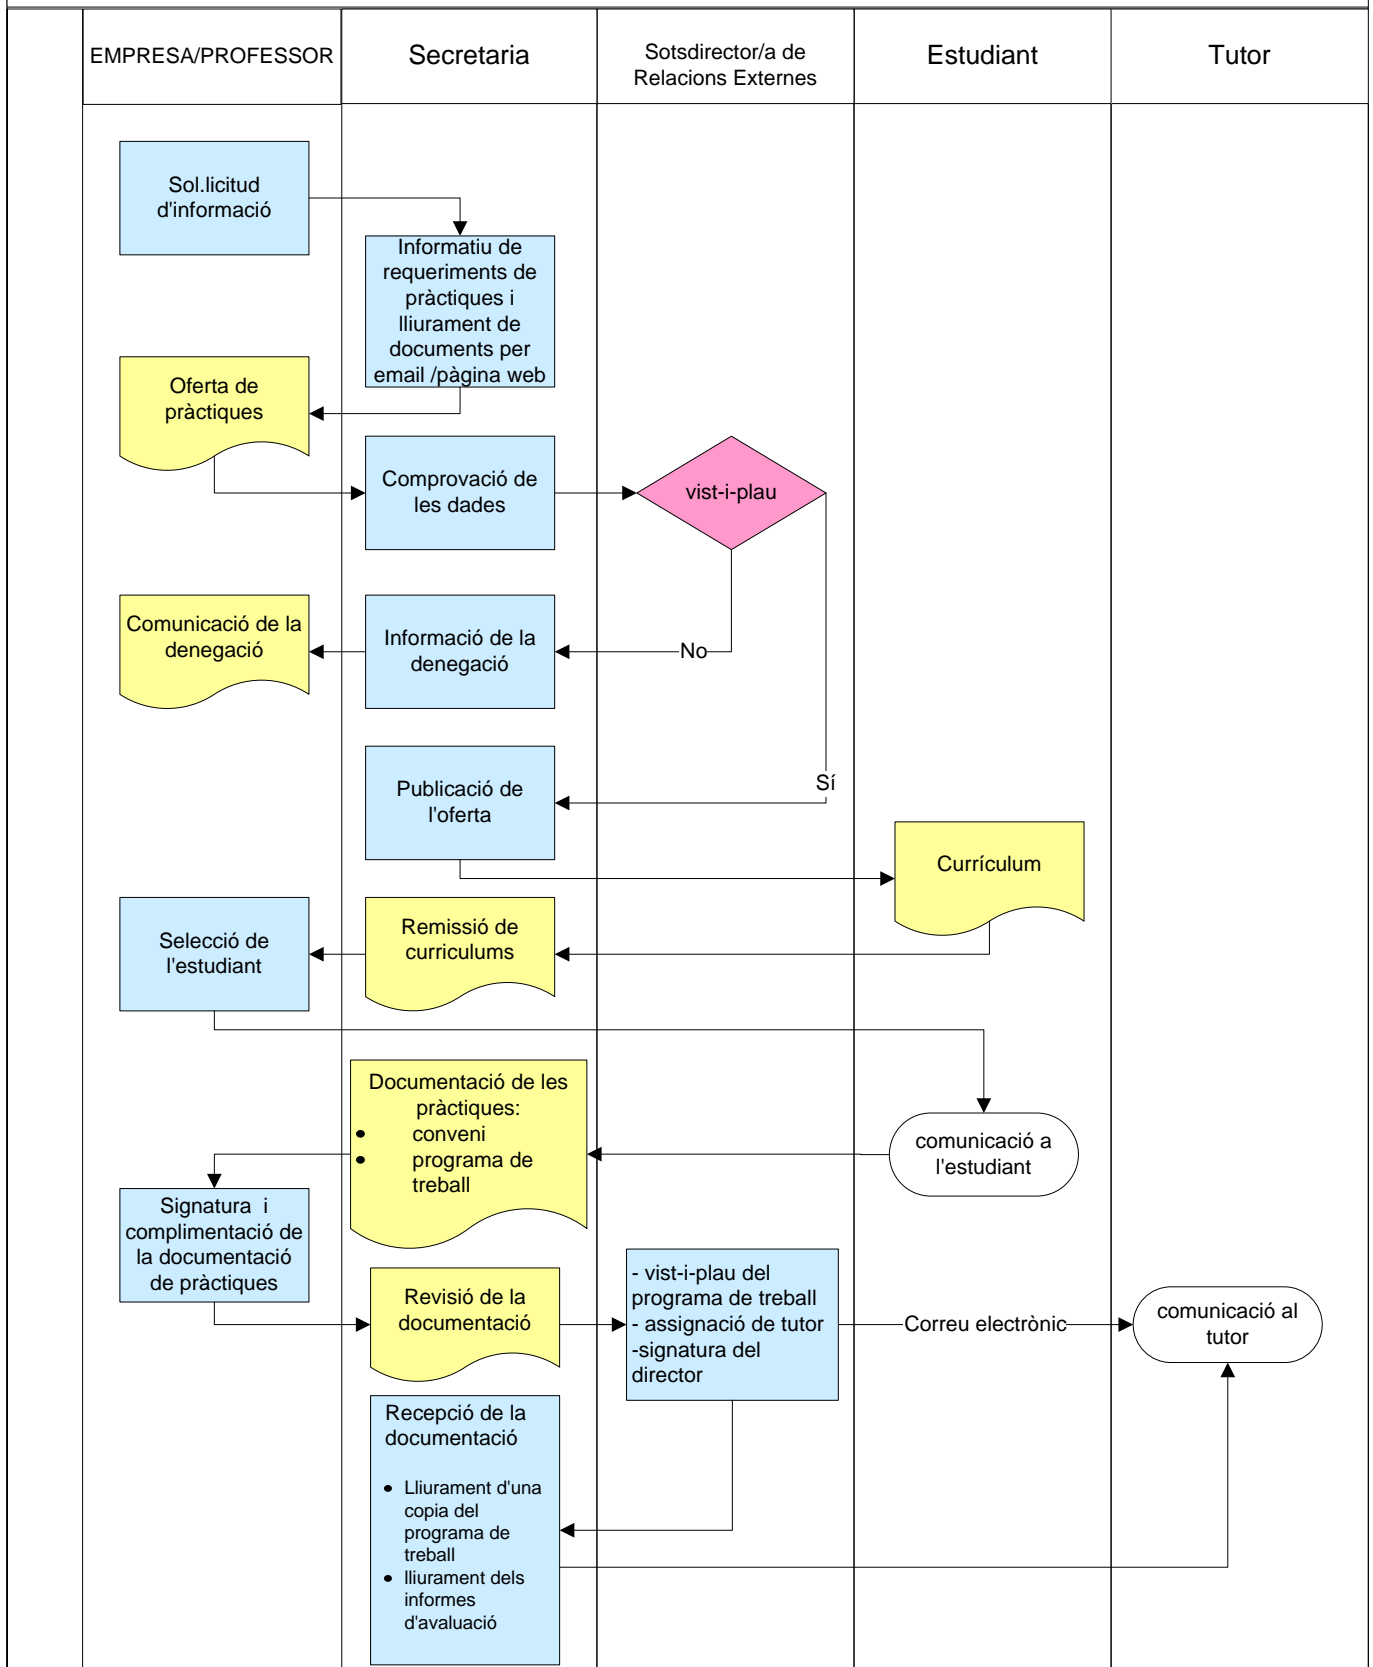 EMPRESA/PROFESSOR
Secretaria
Sotsdirector/a de
Relacions Externes
Estudiant
Tutor
Sol.licitud
d'informació
Informatiu de
requeriments de
pràctiques i
lliurament de
documents per
email /pàgina web
Oferta de
pràctiques
Comprovació de
les dades
vist-i-plau
Comunicació de la
denegació
Informació de la
denegació
No
Publicació de
l'oferta
Sí
Currículum
Selecció de
l'estudiant
Remissió de
curriculums
Documentació de les
pràctiques:
• conveni
• programa de
treball
comunicació a
l'estudiant
Signatura i
complimentació de
la documentació
de pràctiques
Revisió de la
documentació
- vist-i-plau del
programa de treball
- assignació de tutor
-signatura del
director
Correu electrònic
comunicació al
tutor
Recepció de la
documentació
• Lliurament d'una
copia del
programa de
treball
• lliurament dels
informes
d'avaluació